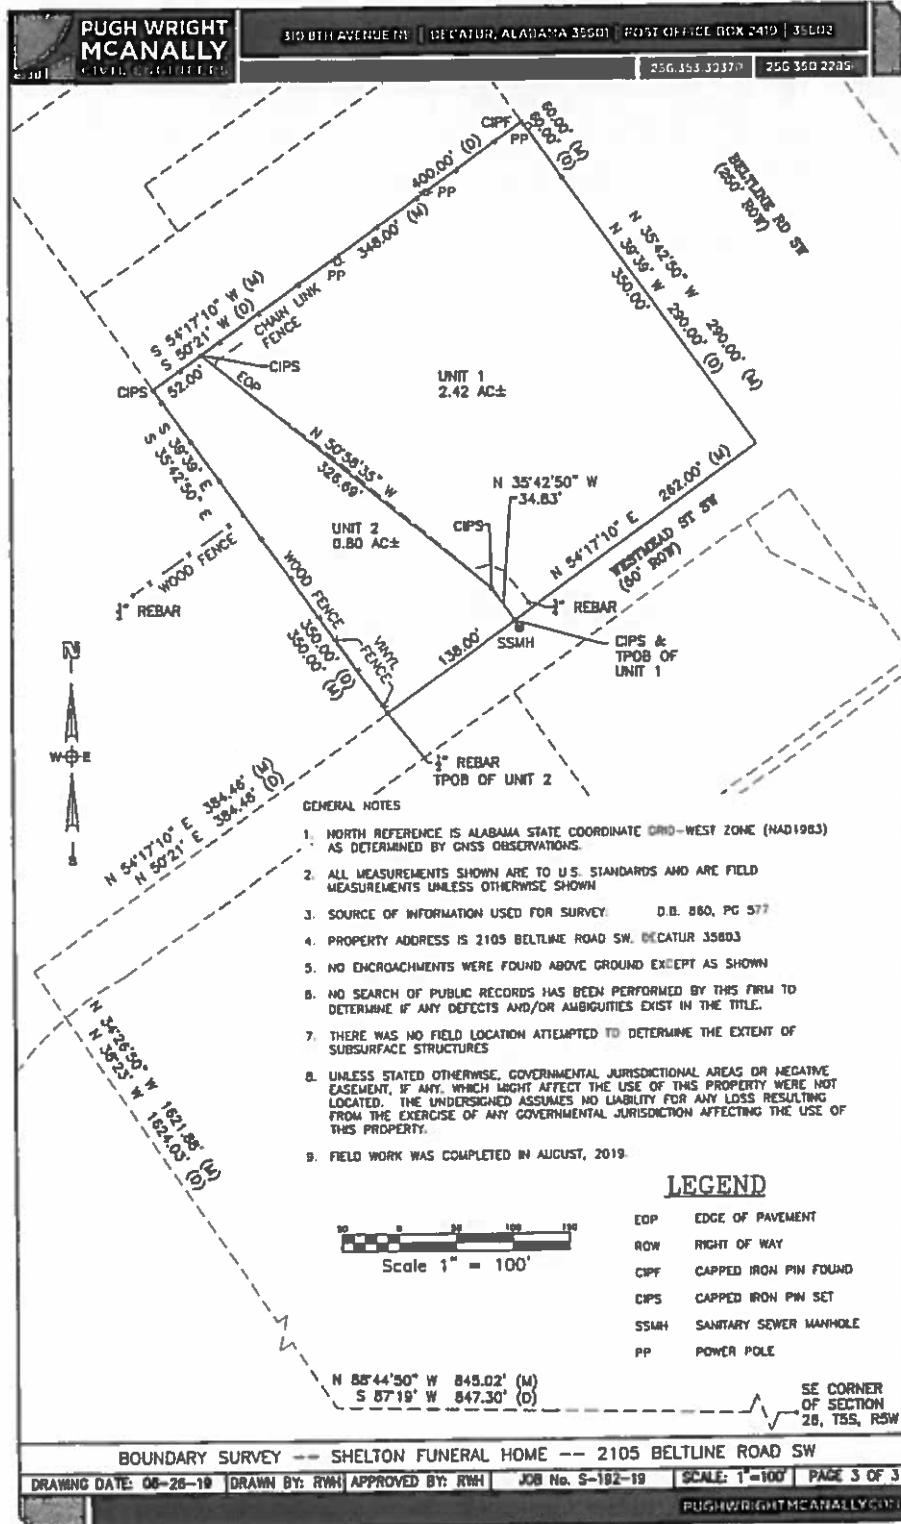 PUGH WRIGHT
MCANALLY
CIVIL ENGINEERS
310 8TH AVENUE NE | DECATUR, ALABAMA 35601 | POST OFFICE BOX 2419 | 35602
CIPF
PP
60.00' (M)
60.00' (D)
BELTLINE RD SW
(250' ROW)
400.00' (D)
PP
348.00' (M)
PP
N 35°42'50" W 290.00' (M)
N 39°39' W 290.00' (D)
350.00'
S 54°17'10" W (M)
S 50°21' W (D)
CHAIN LINK
FENCE
CIPS
52.00'
CIPS
EOP
UNIT 1
2.42 AC±
S 39°39' E
S 35°42'50" E
N 50°58'35" W
N 35°42'50" W
34.83'
N 54°17'10" E 262.00' (M)
WESTMEAD ST SW
(60' ROW)
CIPS
UNIT 2
0.80 AC±
WOOD FENCE
½" REBAR
WOOD FENCE
350.00' (D)
350.00' (M)
VINYL
FENCE
138.00'
½" REBAR
SSMH
CIPS &
TPOB OF
UNIT 1
N
W E
S
½" REBAR
TPOB OF UNIT 2
N 54°17'10" E 384.46' (M)
N 50°21' E 384.46' (D)
GENERAL NOTES
1. NORTH REFERENCE IS ALABAMA STATE COORDINATE GRID-WEST ZONE (NAD1983)
AS DETERMINED BY GNSS OBSERVATIONS.
2. ALL MEASUREMENTS SHOWN ARE TO U.S. STANDARDS AND ARE FIELD
MEASUREMENTS UNLESS OTHERWISE SHOWN
3. SOURCE OF INFORMATION USED FOR SURVEY: D.B. 860, PG 577
4. PROPERTY ADDRESS IS 2105 BELTLINE ROAD SW, DECATUR 35603
5. NO ENCROACHMENTS WERE FOUND ABOVE GROUND EXCEPT AS SHOWN
6. NO SEARCH OF PUBLIC RECORDS HAS BEEN PERFORMED BY THIS FIRM TO
DETERMINE IF ANY DEFECTS AND/OR AMBIGUITIES EXIST IN THE TITLE.
7. THERE WAS NO FIELD LOCATION ATTEMPTED TO DETERMINE THE EXTENT OF
SUBSURFACE STRUCTURES
8. UNLESS STATED OTHERWISE, GOVERNMENTAL JURISDICTIONAL AREAS OR NEGATIVE
EASEMENT, IF ANY, WHICH MIGHT AFFECT THE USE OF THIS PROPERTY WERE NOT
LOCATED. THE UNDERSIGNED ASSUMES NO LIABILITY FOR ANY LOSS RESULTING
FROM THE EXERCISE OF ANY GOVERNMENTAL JURISDICTION AFFECTING THE USE OF
THIS PROPERTY.
9. FIELD WORK WAS COMPLETED IN AUGUST, 2019.
N 34°26'50" W 1621.88' (M)
N 38°23' W 1624.03' (D)
LEGEND
EOP EDGE OF PAVEMENT
ROW RIGHT OF WAY
CIPF CAPPED IRON PIN FOUND
CIPS CAPPED IRON PIN SET
SSMH SANITARY SEWER MANHOLE
PP POWER POLE
50 0 50 100 150
Scale 1" = 100'
N 88°44'50" W 845.02' (M)
S 87°19' W 847.30' (D)
SE CORNER
OF SECTION
28, T5S, R5W
BOUNDARY SURVEY -- SHELTON FUNERAL HOME -- 2105 BELTLINE ROAD SW
DRAWING DATE: 08-26-19 DRAWN BY: RWH APPROVED BY: RWH JOB No. S-182-19 SCALE: 1"=100' PAGE 3 OF 3
PUGHWRIGHTMCANALLY.COM